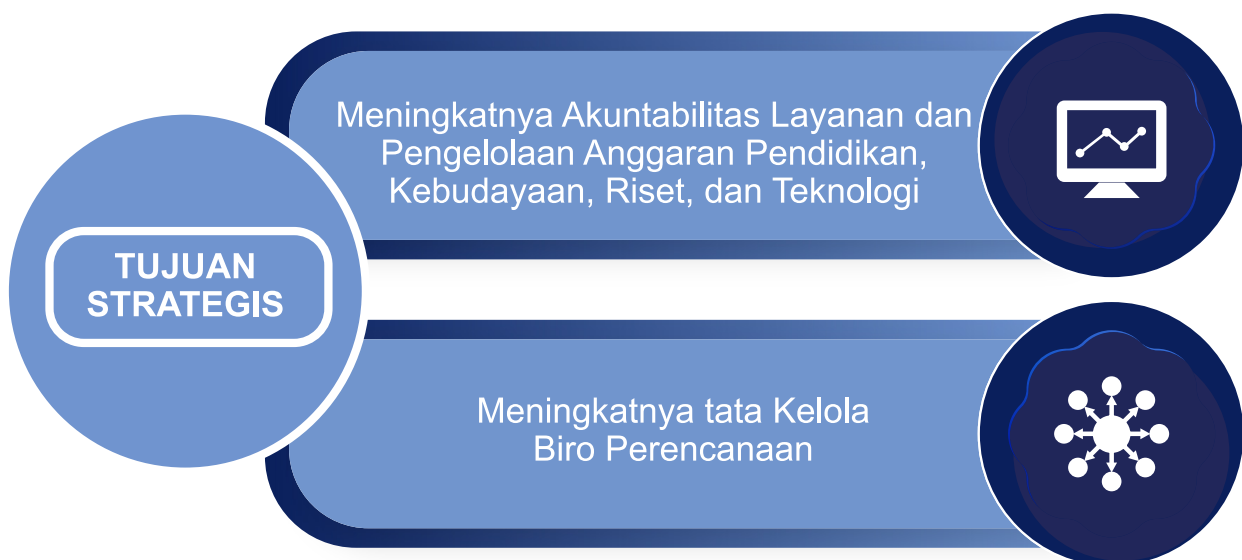 TUJUAN
STRATEGIS
Meningkatnya Akuntabilitas Layanan dan
Pengelolaan Anggaran Pendidikan,
Kebudayaan, Riset, dan Teknologi
Meningkatnya tata Kelola
Biro Perencanaan